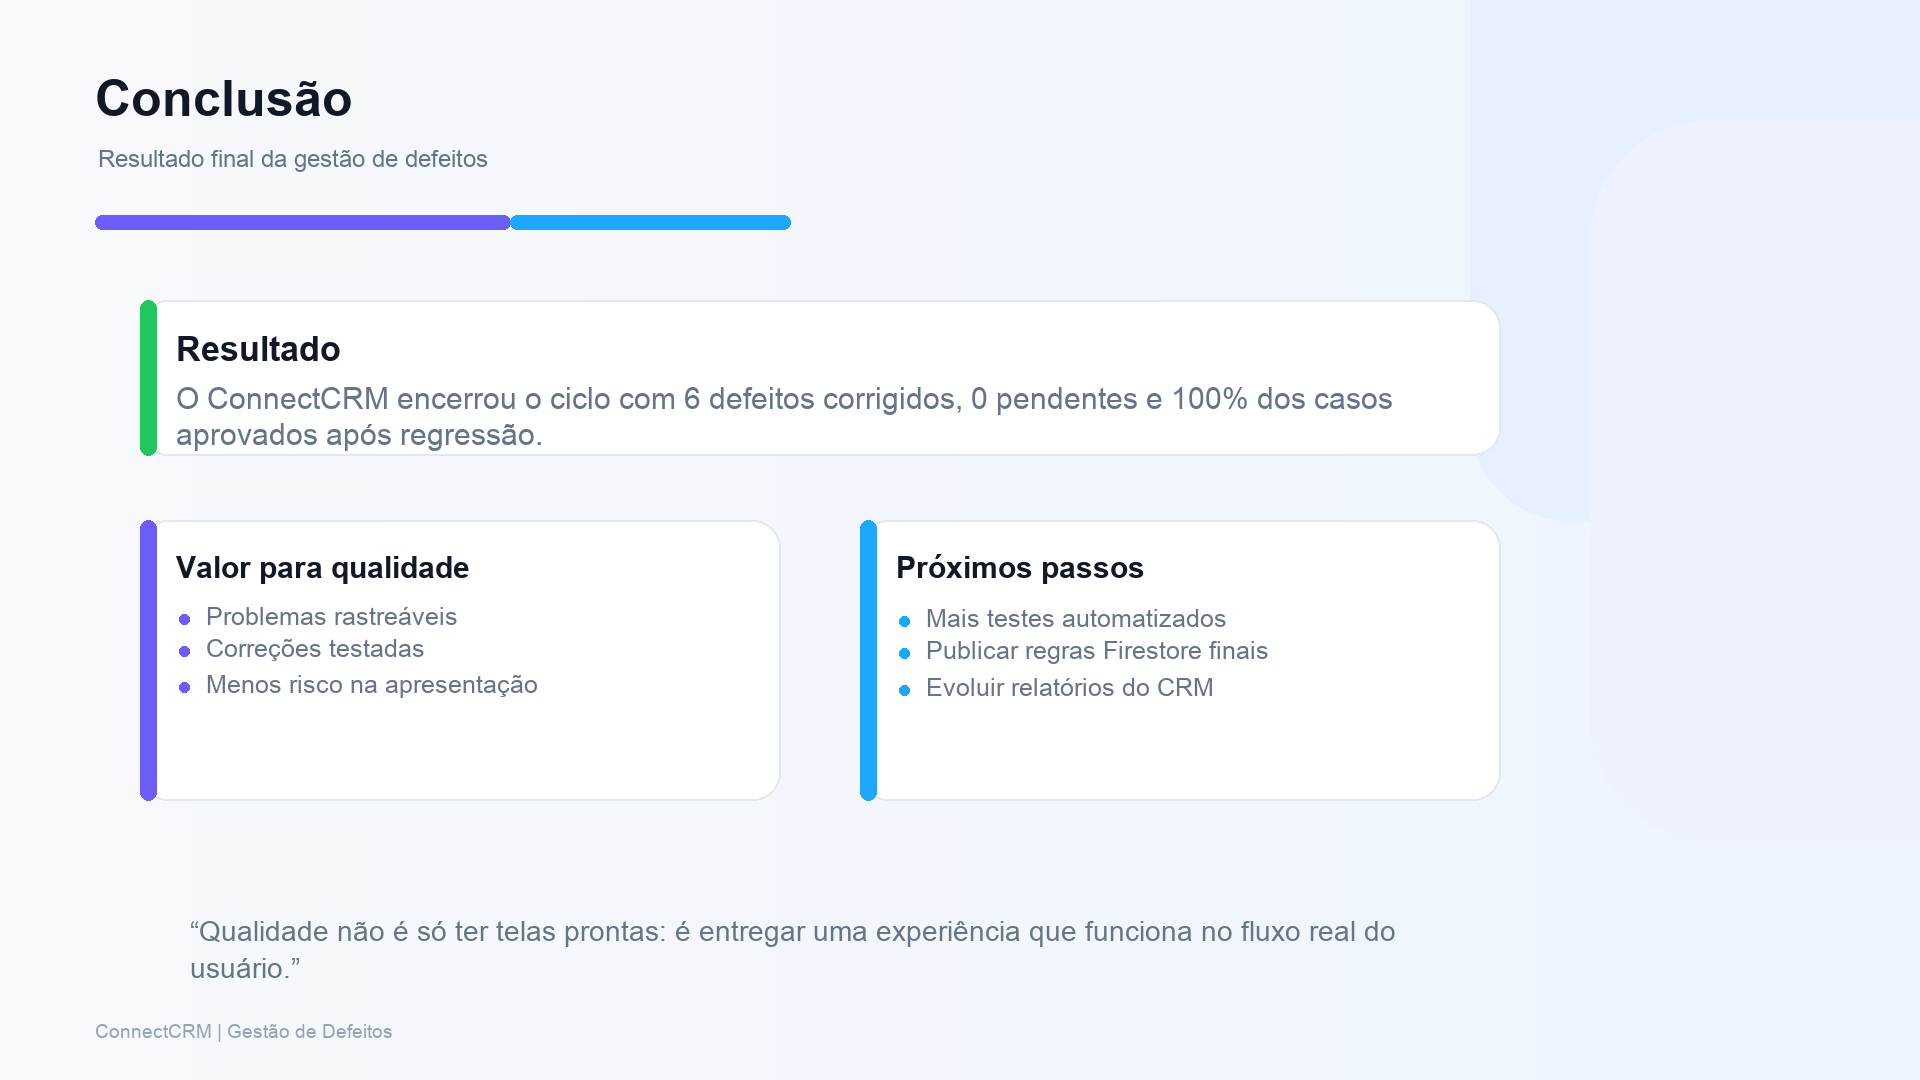 Conclusão
Resultado final da gestão de defeitos
Resultado
O ConnectCRM encerrou o ciclo com 6 defeitos corrigidos, 0 pendentes e 100% dos casos
aprovados após regressão.
Valor para qualidade
Problemas rastreáveis
Correções testadas
Menos risco na apresentação
Próximos passos
Mais testes automatizados
Publicar regras Firestore finais
Evoluir relatórios do CRM
“Qualidade não é só ter telas prontas: é entregar uma experiência que funciona no fluxo real do
usuário.”
ConnectCRM | Gestão de Defeitos